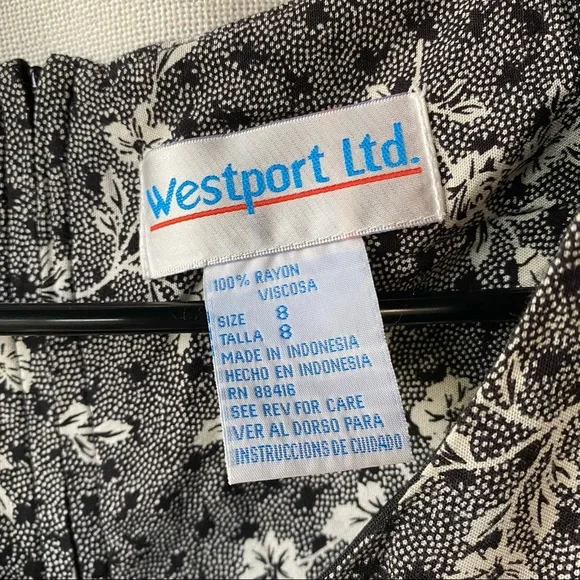 Westport Ltd.
100% RAYON
VISCOSA
SIZE 8
TALLA 8
MADE IN INDONESIA
HECHO EN INDONESIA
RN 88416
SEE REV FOR CARE
VER AL DORSO PARA
INSTRUCCIONS DE CUIDADO